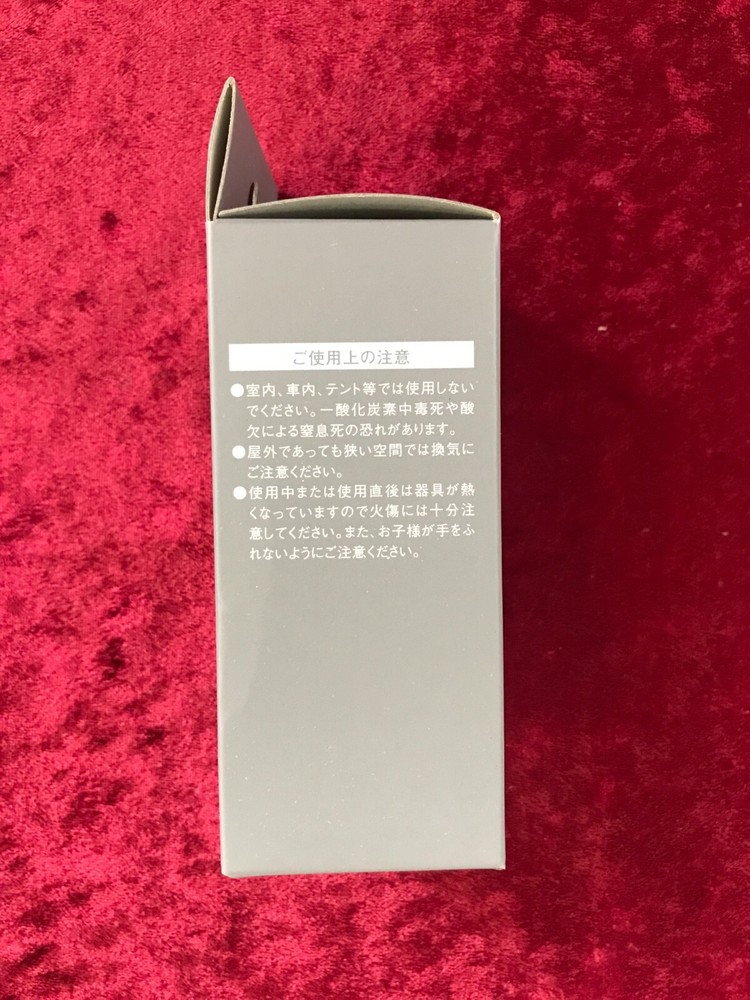 ご使用上の注意
●室内、車内、テント等では使用しない
でください。一酸化炭素中毒死や酸
欠による窒息死の恐れがあります。
●屋外であっても狭い空間では換気に
ご注意ください。
●使用中または使用直後は器具が熱
くなっていますので火傷には十分注
意してください。また、お子様が手をふ
れないようにご注意ください。